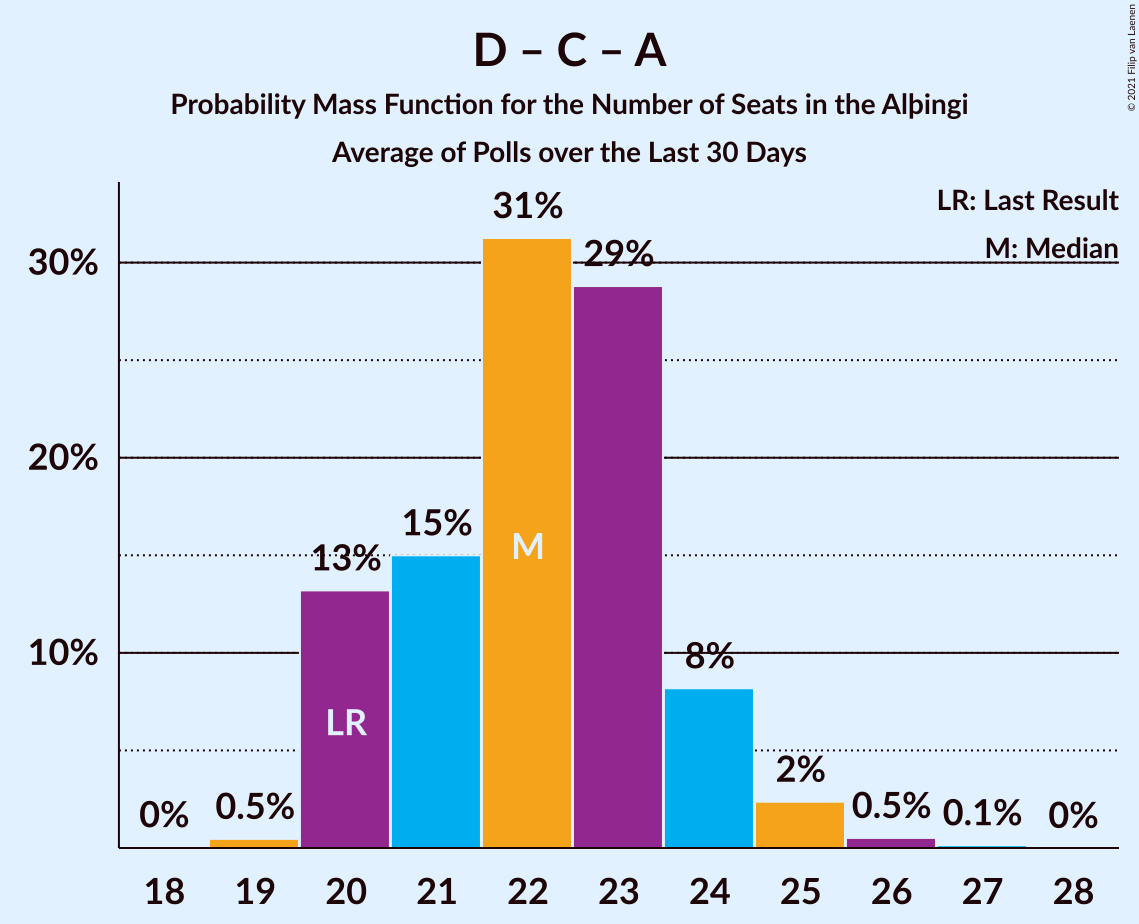 D – C – A
Probability Mass Function for the Number of Seats in the Alþingi
Average of Polls over the Last 30 Days
© 2021 Filip van Laenen
LR: Last Result
M: Median
30%
20%
10%
0%
0.5%
13%
15%
31%
29%
8%
2%
0.5%
0.1%
0%
LR
M
18 19 20 21 22 23 24 25 26 27 28